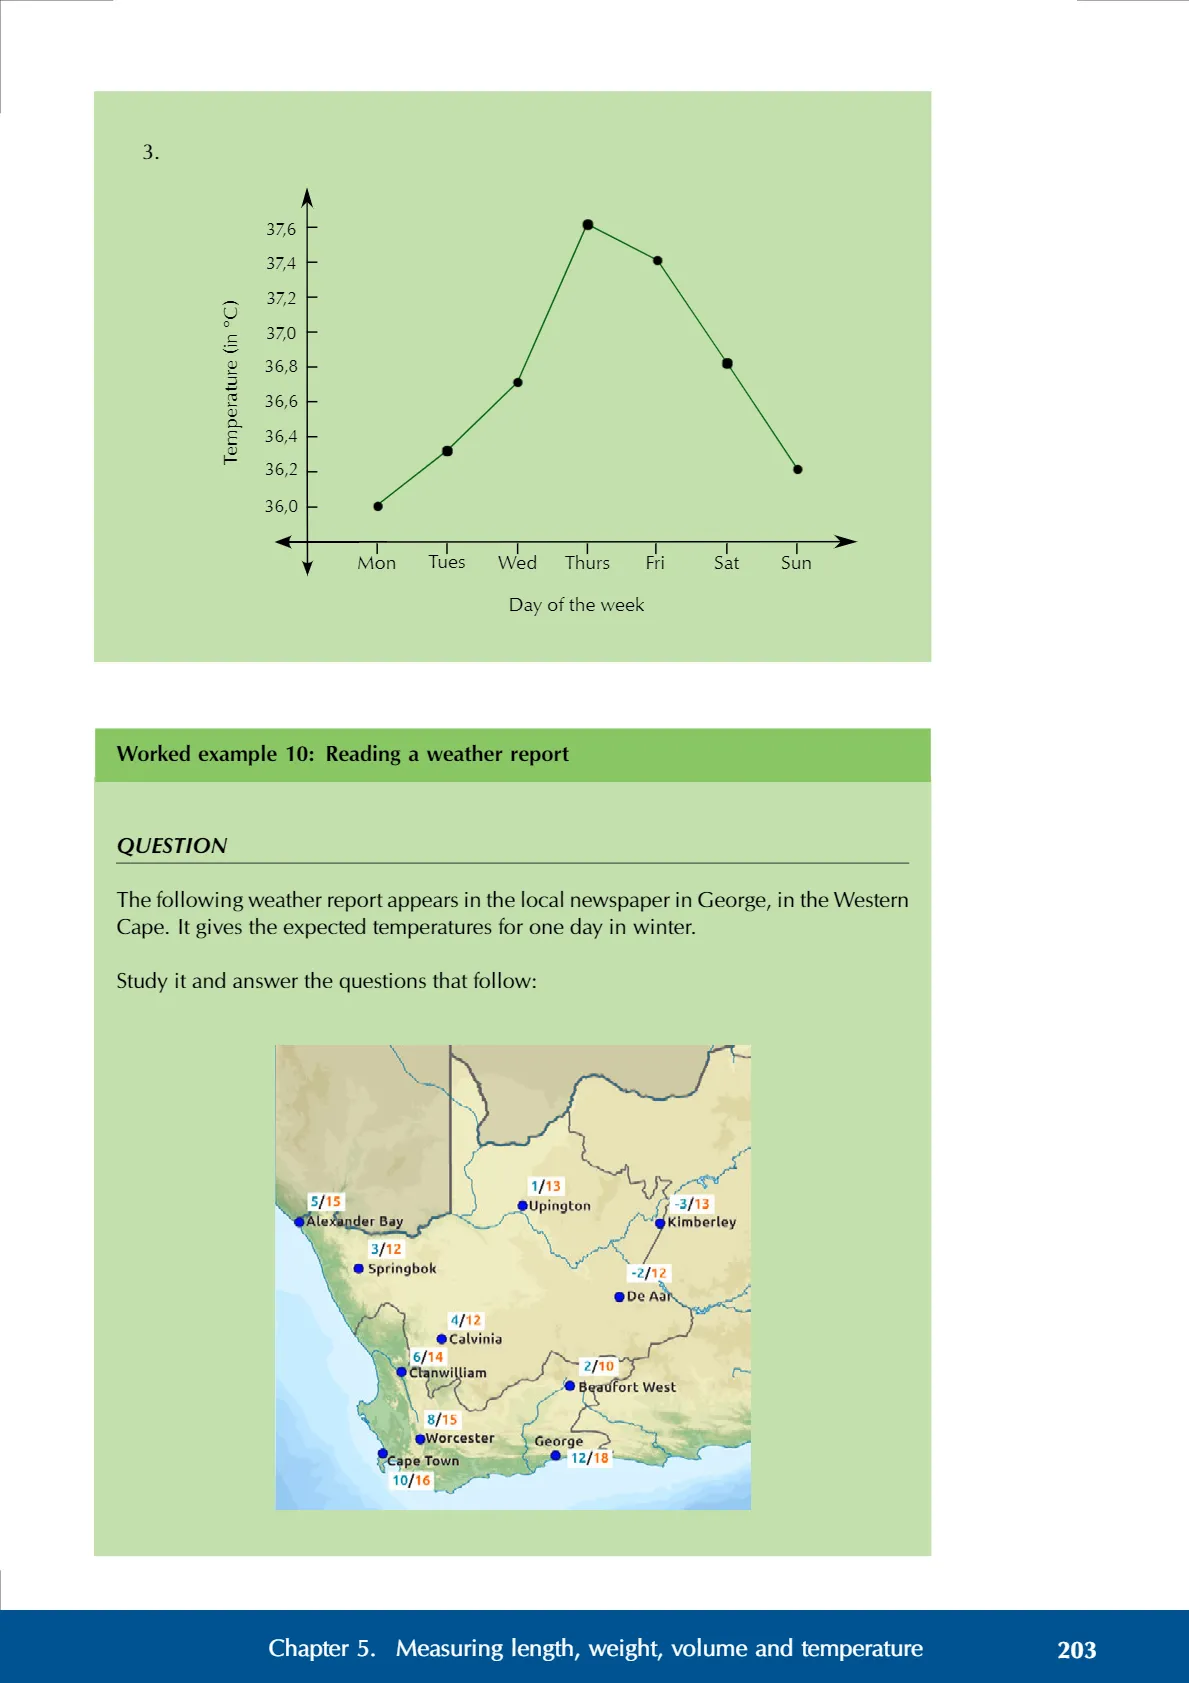 3.
37,6
37,4
37,2
37,0
36,8
36,6
36,4
36,2
36,0
Temperature (in °C)
Mon Tues Wed Thurs Fri Sat Sun
Day of the week
Worked example 10: Reading a weather report
QUESTION
The following weather report appears in the local newspaper in George, in the Western
Cape. It gives the expected temperatures for one day in winter.
Study it and answer the questions that follow:
1/13
Upington
5/15
Alexander Bay
-3/13
Kimberley
3/12
Springbok
-2/12
De Aar
4/12
Calvinia
6/14
Clanwilliam
2/10
Beaufort West
8/15
Worcester
George
12/18
Cape Town
10/16
Chapter 5. Measuring length, weight, volume and temperature 203